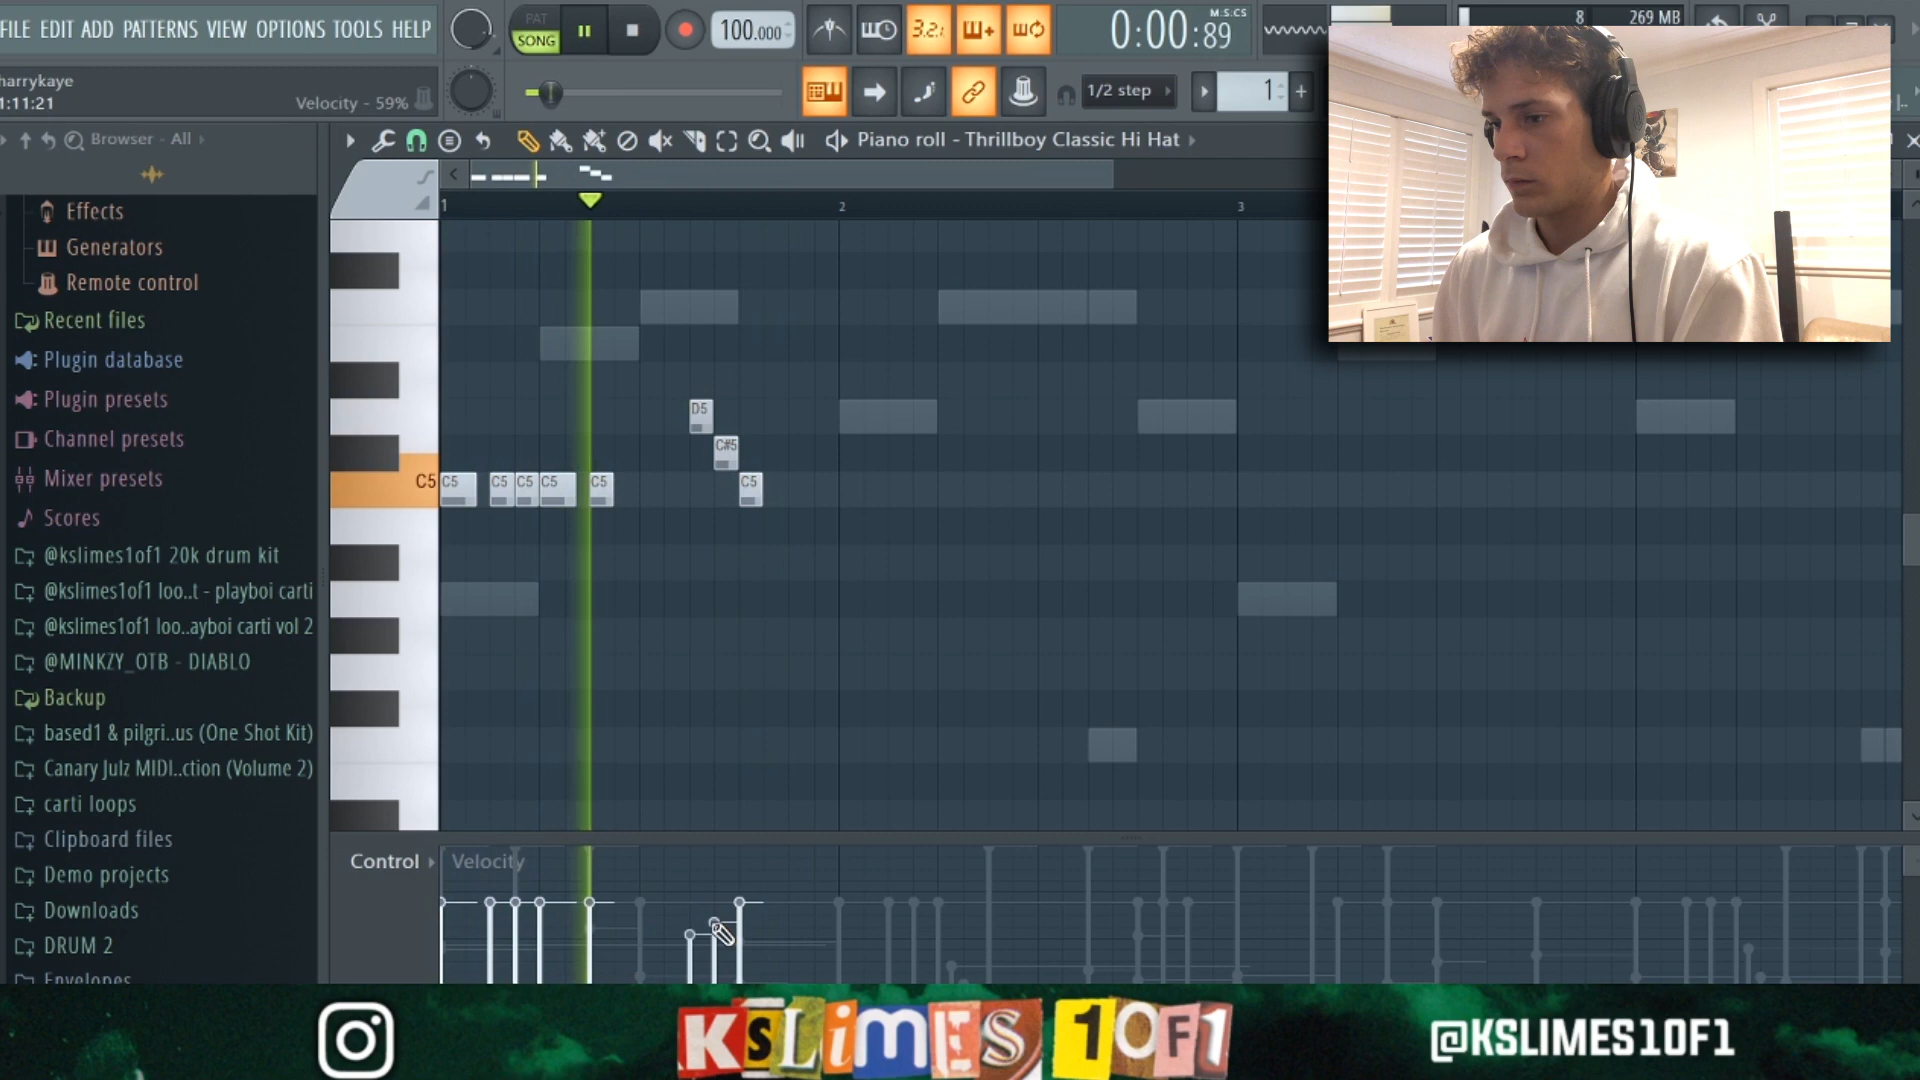 FILE EDIT ADD PATTERNS VIEW OPTIONS TOOLS HELP
PAT
SONG
100.000
3.2.
M:S:CS
0:00:89
8
269 MB
harrykaye
1:11:21
Velocity - 59%
1/2 step
1
Browser - All
Piano roll - Thrillboy Classic Hi Hat
1
2
3
Effects
Generators
Remote control
Recent files
Plugin database
Plugin presets
Channel presets
Mixer presets
Scores
@kslimes1of1 20k drum kit
@kslimes1of1 loo..t - playboi carti
@kslimes1of1 loo..ayboi carti vol 2
@MINKZY_OTB - DIABLO
Backup
based1 & pilgri..us (One Shot Kit)
Canary Julz MIDI..ction (Volume 2)
carti loops
Clipboard files
Demo projects
Downloads
DRUM 2
Envelopes
D5
C#5
C5
C5
C5
C5
C5
C5
C5
Control
Velocity
KSLiMES 1OF1
@KSLIMES1OF1